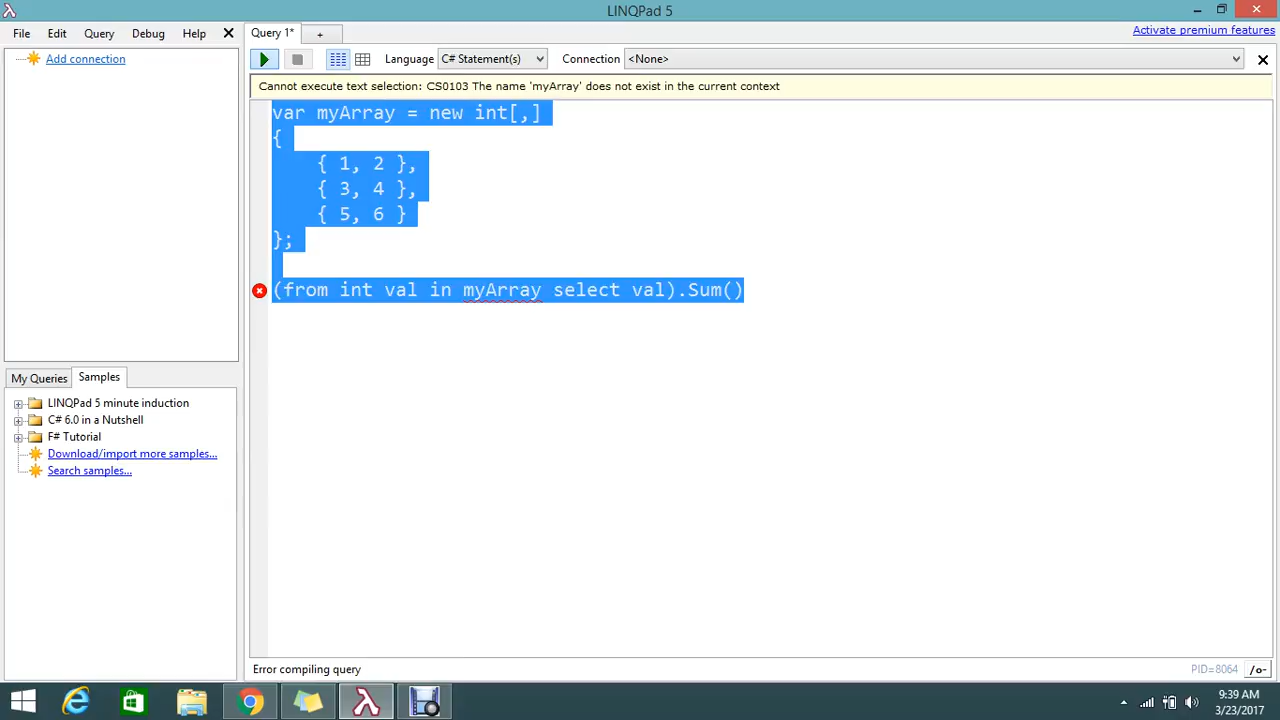 LINQPad 5
File Edit Query Debug Help
Query 1*
+
Activate premium features
Add connection
Language C# Statement(s) Connection <None>
Cannot execute text selection: CS0103 The name 'myArray' does not exist in the current context
var myArray = new int[,]
{
{ 1, 2 },
{ 3, 4 },
{ 5, 6 }
};
(from int val in myArray select val).Sum()
My Queries Samples
LINQPad 5 minute induction
C# 6.0 in a Nutshell
F# Tutorial
Download/import more samples...
Search samples...
Error compiling query
PID=8064
/o-
9:39 AM
3/23/2017